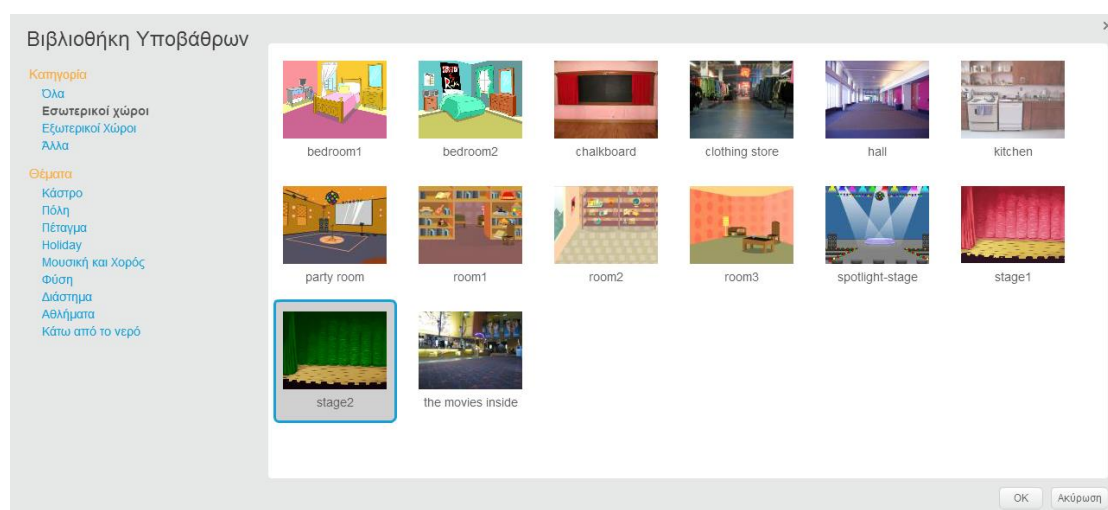 Βιβλιοθήκη Υποβάθρων
Κατηγορία
Όλα
Εσωτερικοί χώροι
Εξωτερικοί Χώροι
Άλλα
Θέματα
Κάστρο
Πόλη
Πέταγμα
Holiday
Μουσική και Χορός
Φύση
Διάστημα
Αθλήματα
Κάτω από το νερό
bedroom1 bedroom2 chalkboard clothing store hall kitchen
party room room1 room2 room3 spotlight-stage stage1
stage2 the movies inside
OK Ακύρωση